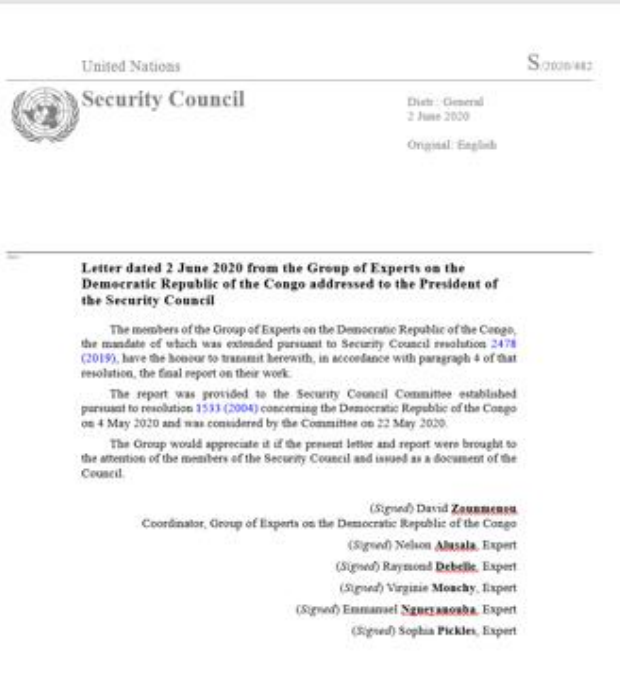 United Nations
S/2020/482
Security Council
Distr.: General
2 June 2020
Original: English
Letter dated 2 June 2020 from the Group of Experts on the
Democratic Republic of the Congo addressed to the President of
the Security Council
The members of the Group of Experts on the Democratic Republic of the Congo,
the mandate of which was extended pursuant to Security Council resolution 2478
(2019), have the honour to transmit herewith, in accordance with paragraph 4 of that
resolution, the final report on their work.
The report was provided to the Security Council Committee established
pursuant to resolution 1533 (2004) concerning the Democratic Republic of the Congo
on 4 May 2020 and was considered by the Committee on 22 May 2020.
The Group would appreciate it if the present letter and report were brought to
the attention of the members of the Security Council and issued as a document of the
Council.
(Signed) David Zounmenou
Coordinator, Group of Experts on the Democratic Republic of the Congo
(Signed) Nelson Alusala, Expert
(Signed) Raymond Debelle, Expert
(Signed) Virginie Monchy, Expert
(Signed) Emmanuel Ngueyanouba, Expert
(Signed) Sophia Pickles, Expert